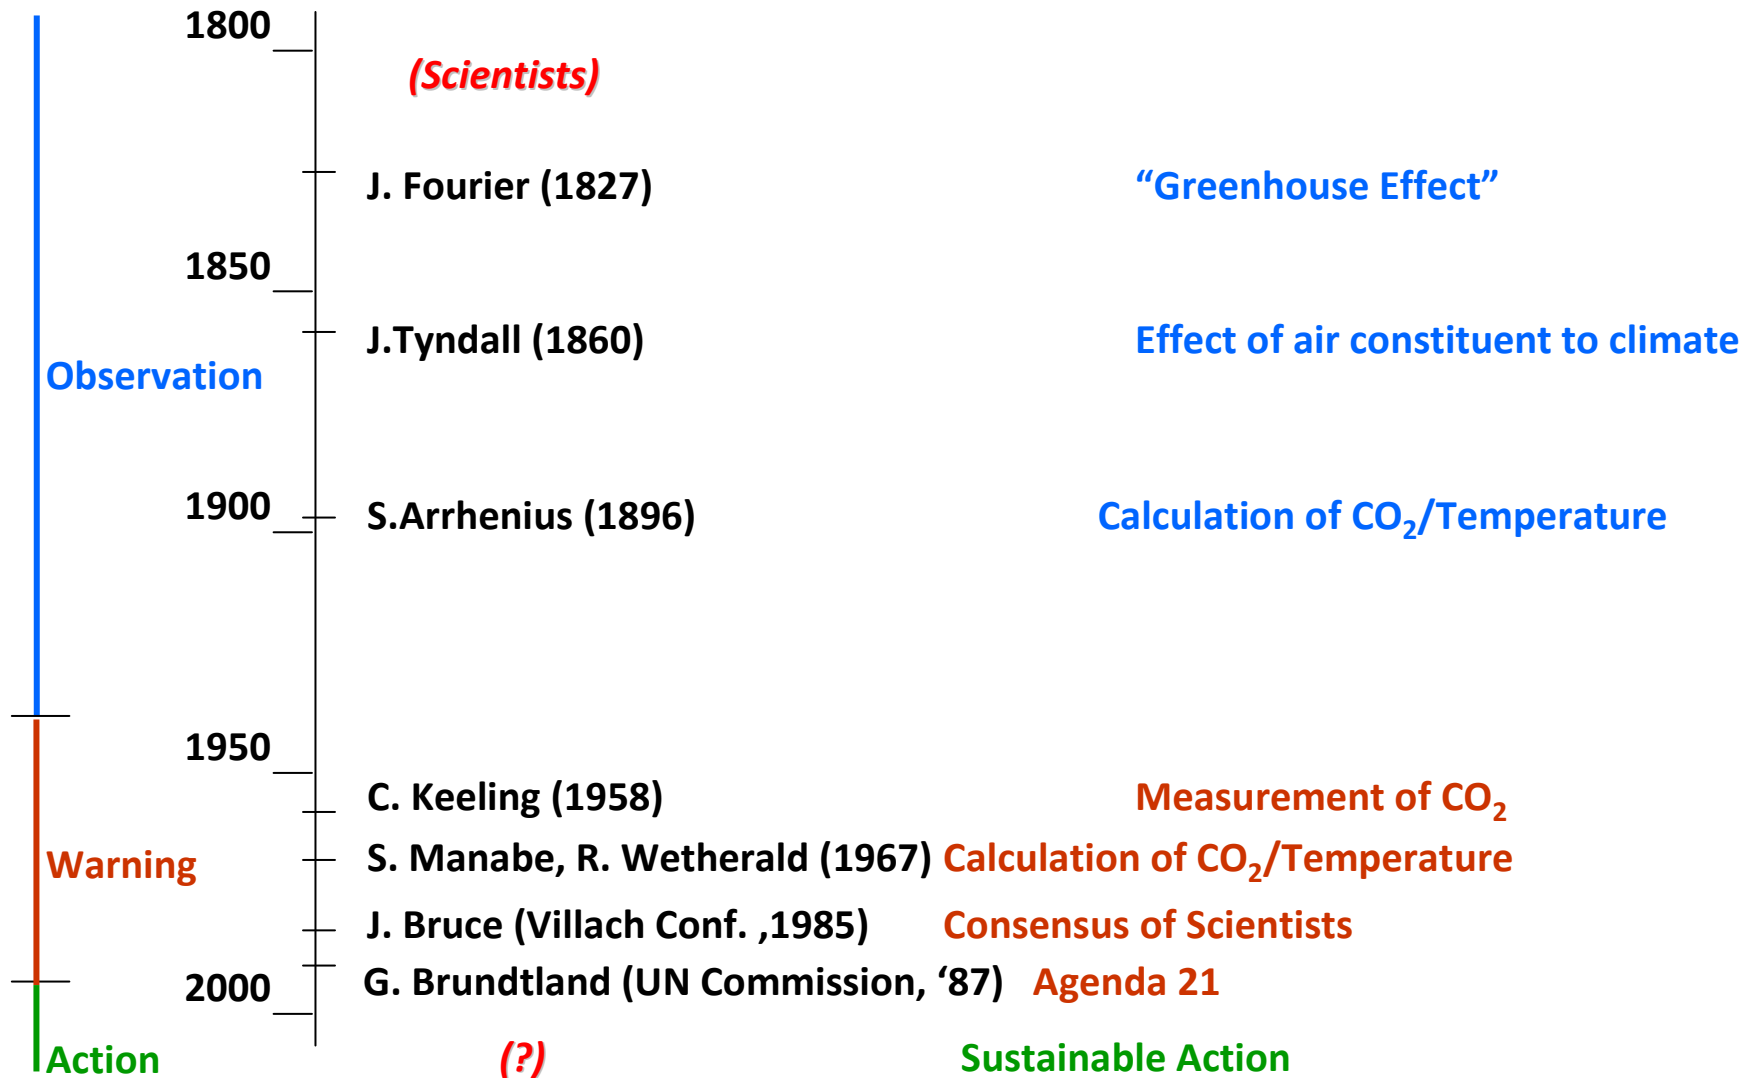 1800
(Scientists)
J. Fourier (1827) “Greenhouse Effect”
1850
J.Tyndall (1860) Effect of air constituent to climate
Observation
1900
S.Arrhenius (1896) Calculation of CO₂/Temperature
1950
C. Keeling (1958) Measurement of CO₂
Warning
S. Manabe, R. Wetherald (1967) Calculation of CO₂/Temperature
J. Bruce (Villach Conf. ,1985) Consensus of Scientists
2000
G. Brundtland (UN Commission, ‘87) Agenda 21
Action
(?)
Sustainable Action